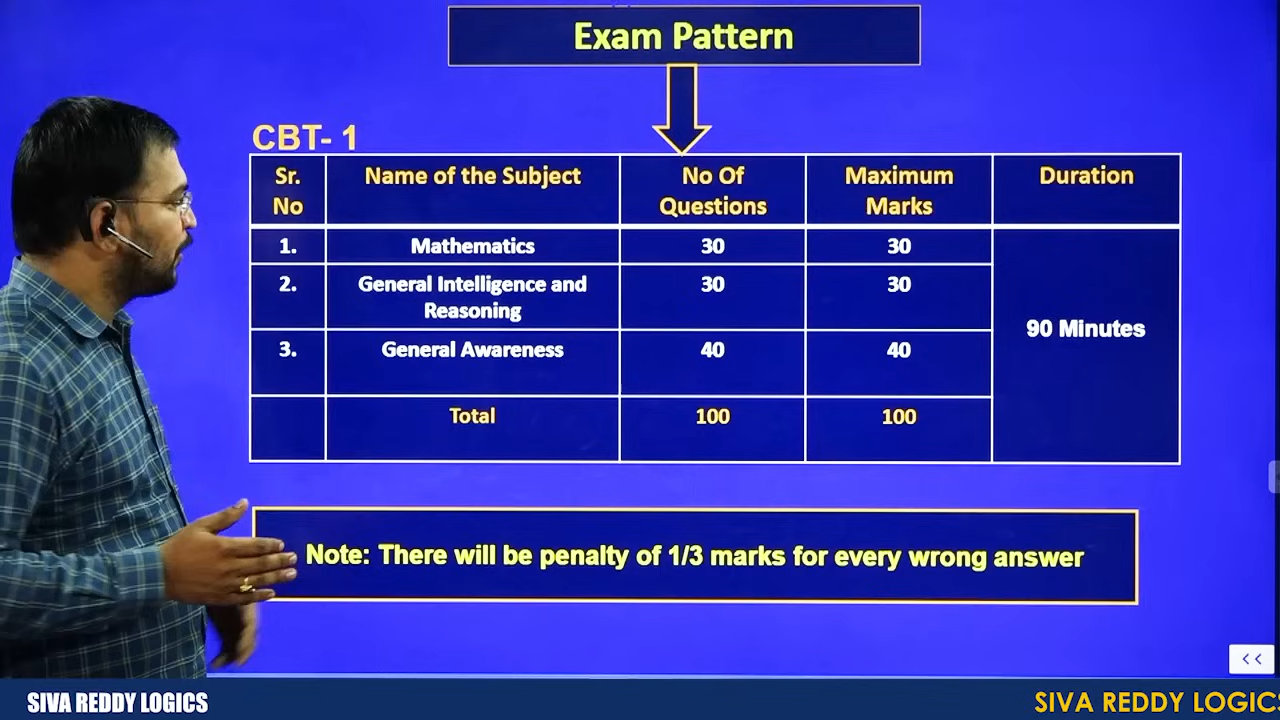 Exam Pattern
CBT- 1
Sr. No
Name of the Subject
No Of Questions
Maximum Marks
Duration
1.
Mathematics
30
30
90 Minutes
2.
General Intelligence and Reasoning
30
30
3.
General Awareness
40
40
Total
100
100
Note: There will be penalty of 1/3 marks for every wrong answer
<<
SIVA REDDY LOGICS
SIVA REDDY LOGICS